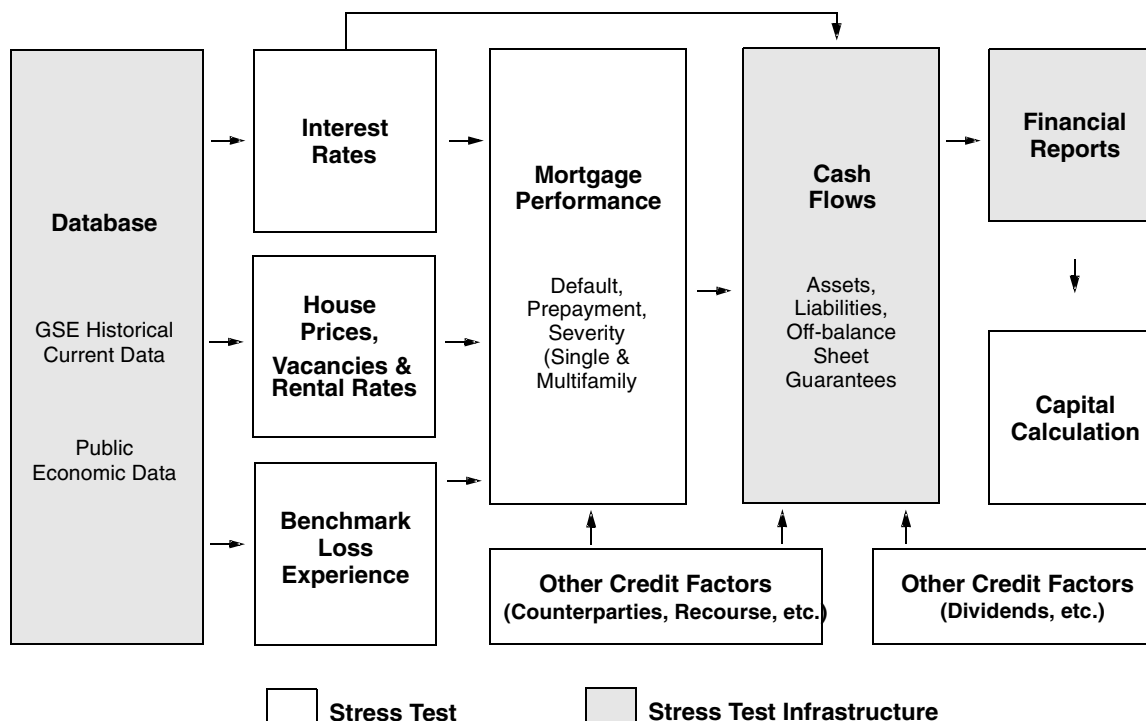 Database
GSE Historical
Current Data
Public
Economic Data
Interest
Rates
House
Prices,
Vacancies &
Rental Rates
Benchmark
Loss
Experience
Mortgage
Performance
Default,
Prepayment,
Severity
(Single &
Multifamily
Cash
Flows
Assets,
Liabilities,
Off-balance
Sheet
Guarantees
Financial
Reports
Capital
Calculation
Other Credit Factors
(Counterparties, Recourse, etc.)
Other Credit Factors
(Dividends, etc.)
Stress Test
Stress Test Infrastructure